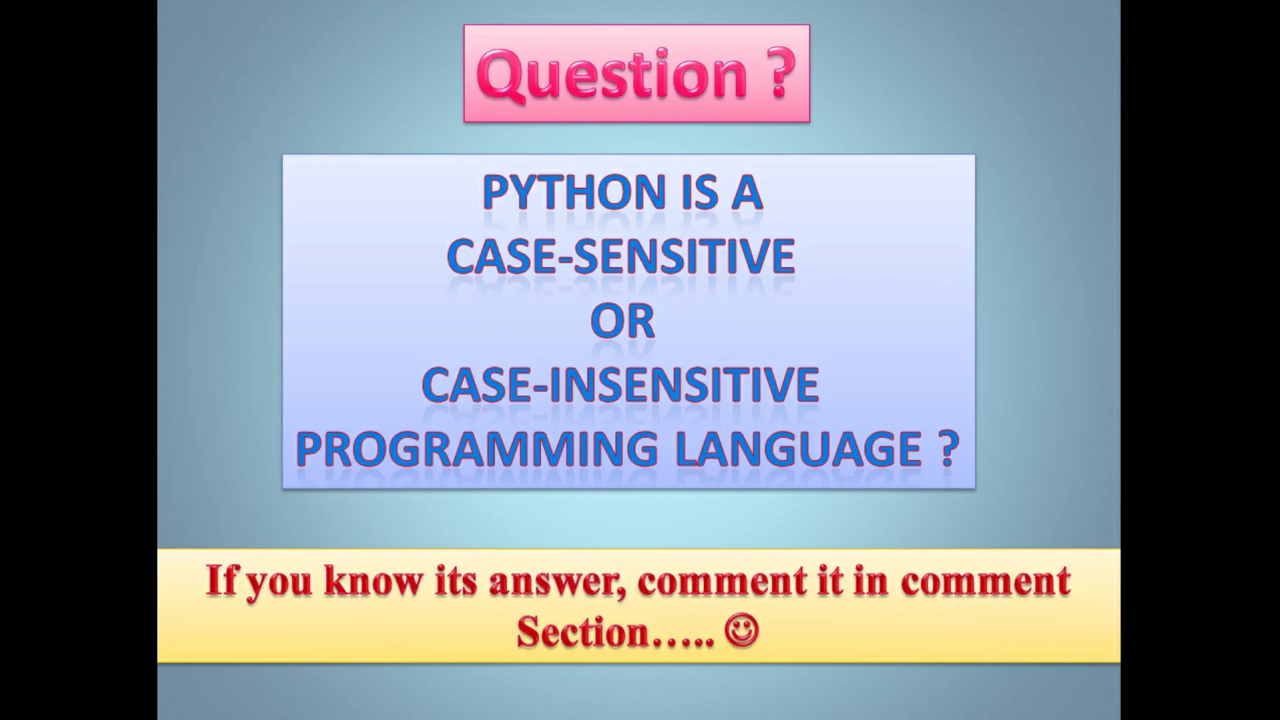 Question ?
PYTHON IS A
CASE-SENSITIVE
OR
CASE-INSENSITIVE
PROGRAMMING LANGUAGE ?
If you know its answer, comment it in comment
Section….. ☺